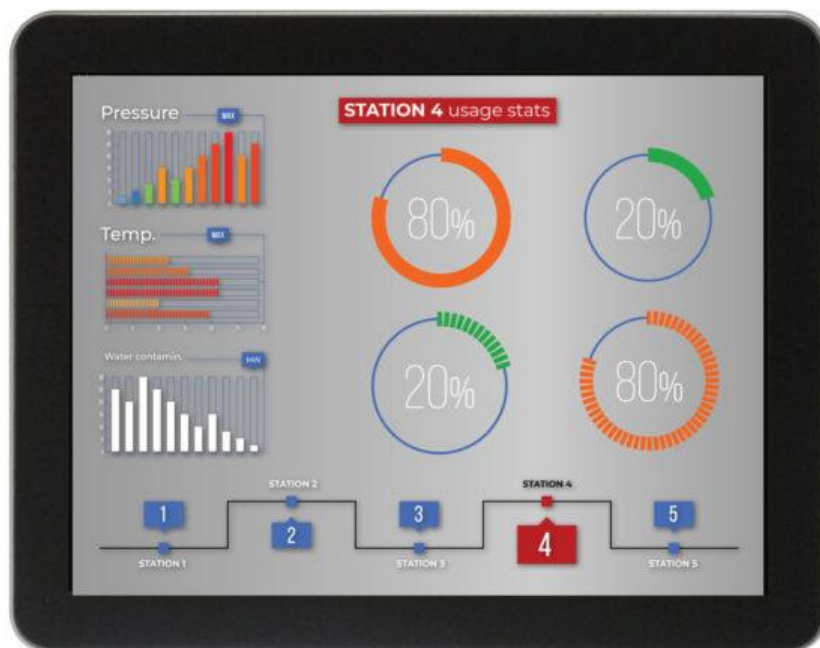 Pressure
MAX
STATION 4 usage stats
80%
20%
Temp.
MAX
Water contamin.
MIN
20%
80%
STATION 2
STATION 4
1
3
5
2
4
STATION 1
STATION 3
STATION 5